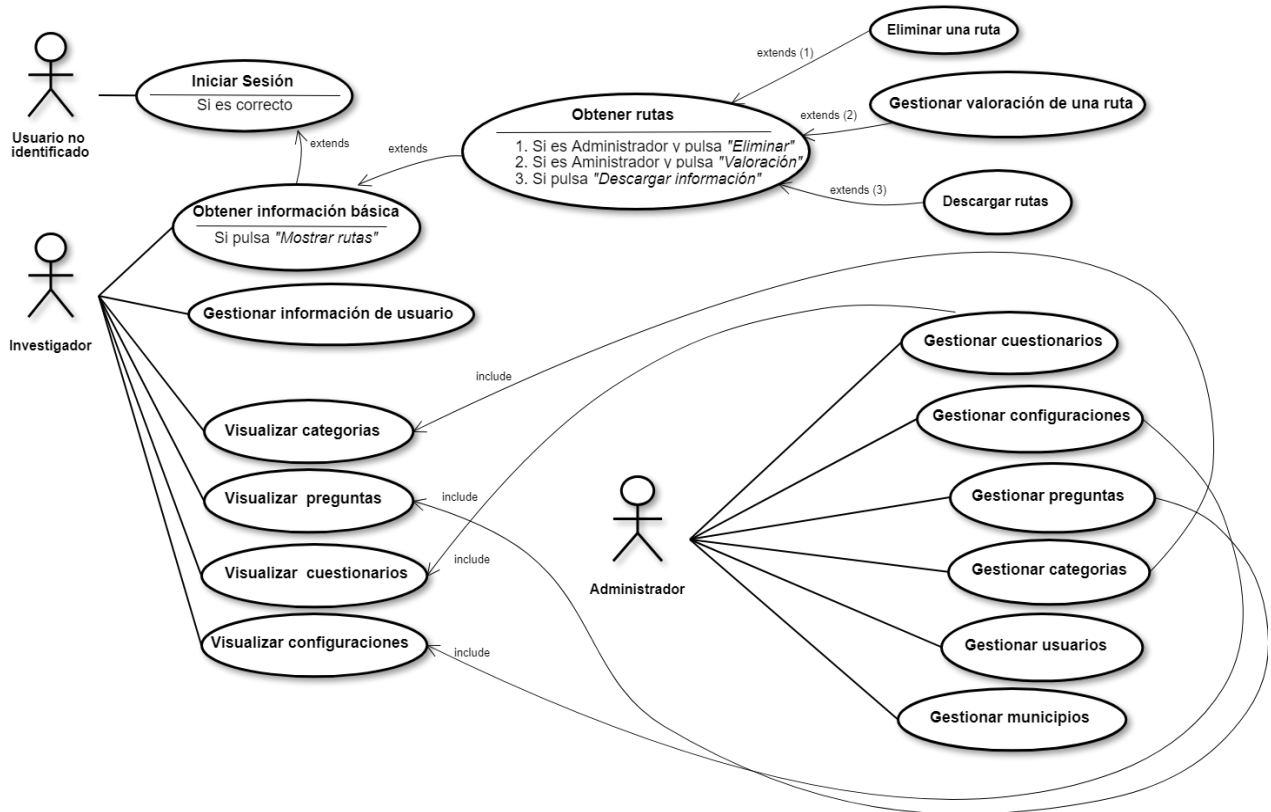 Usuario no
identificado
Iniciar Sesión
Si es correcto
extends
Obtener información básica
Si pulsa "Mostrar rutas"
extends
Obtener rutas
1. Si es Administrador y pulsa "Eliminar"
2. Si es Aministrador y pulsa "Valoración"
3. Si pulsa "Descargar información"
extends (1)
Eliminar una ruta
extends (2)
Gestionar valoración de una ruta
extends (3)
Descargar rutas
Investigador
Gestionar información de usuario
Visualizar categorias
include
Visualizar preguntas
include
Visualizar cuestionarios
include
Visualizar configuraciones
include
Administrador
Gestionar cuestionarios
Gestionar configuraciones
Gestionar preguntas
Gestionar categorias
Gestionar usuarios
Gestionar municipios